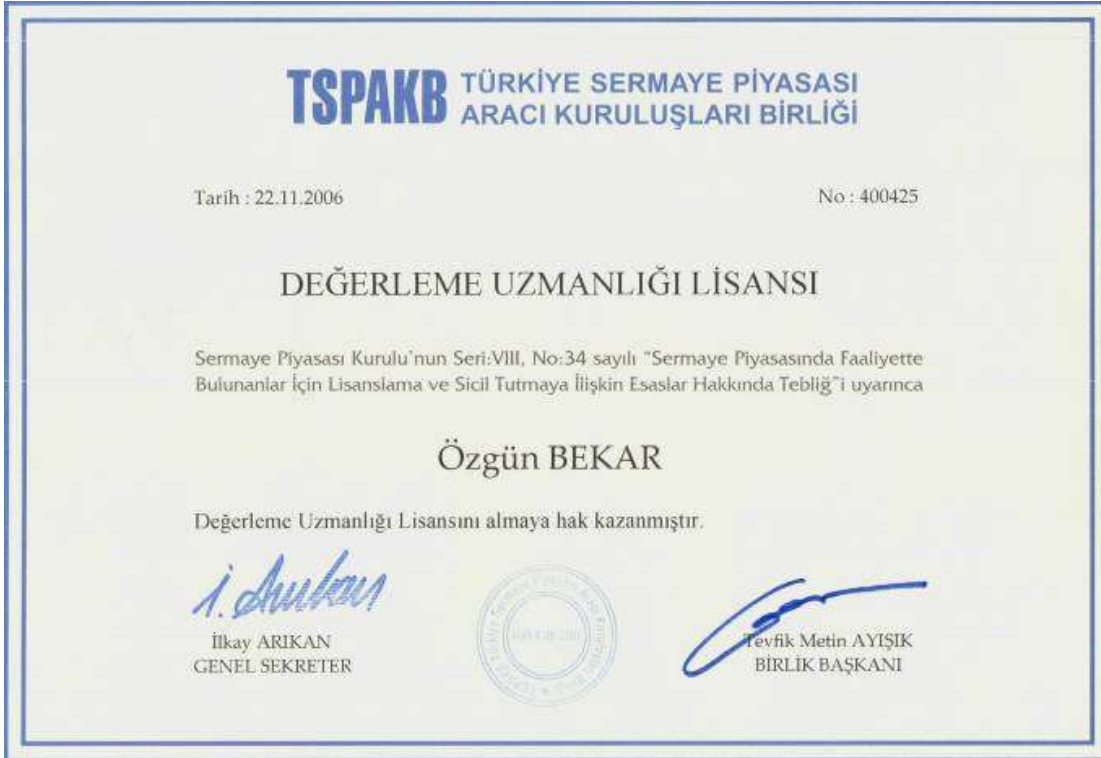 TSPAKB TÜRKİYE SERMAYE PİYASASI
ARACI KURULUŞLARI BİRLİĞİ
Tarih : 22.11.2006
No : 400425
DEĞERLEME UZMANLIĞI LİSANSI
Sermaye Piyasası Kurulu'nun Seri:VIII, No:34 sayılı "Sermaye Piyasasında Faaliyette
Bulunanlar İçin Lisanslama ve Sicil Tutmaya İlişkin Esaslar Hakkında Tebliğ"i uyarınca
Özgün BEKAR
Değerleme Uzmanlığı Lisansını almaya hak kazanmıştır.
İlkay ARIKAN
GENEL SEKRETER
Tevfik Metin AYIŞIK
BİRLİK BAŞKANI